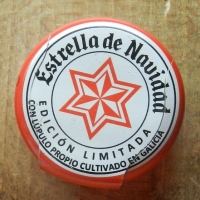 Estrella de Navidad
EDICIÓN LIMITADA
CON LÚPULO PROPIO CULTIVADO EN GALICIA